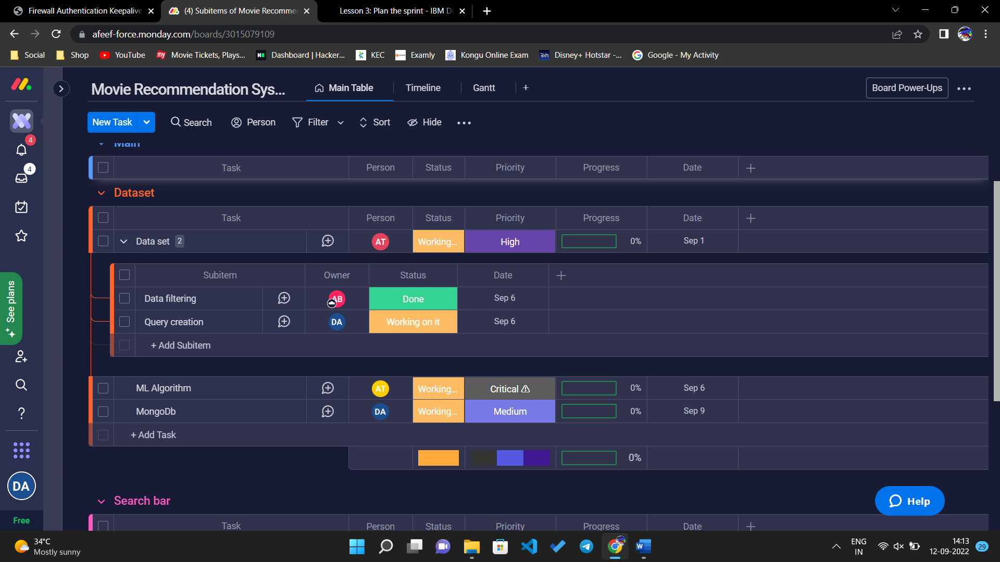 Firewall Authentication Keepalive
(4) Subitems of Movie Recomme
Lesson 3: Plan the sprint - IBM Do
afeef-force.monday.com/boards/3015079109
Social Shop YouTube Movie Tickets, Plays... Dashboard | Hacker... KEC Examly Kongu Online Exam Disney+ Hotstar -... Google - My Activity
Movie Recommendation Sys... Main Table Timeline Gantt + Board Power-Ups
New Task Search Person Filter Sort Hide
4
4
Main
Task Person Status Priority Progress Date
Dataset
Task Person Status Priority Progress Date
Data set 2 AT Working... High 0% Sep 1
Subitem Owner Status Date
Data filtering AB Done Sep 6
Query creation DA Working on it Sep 6
+ Add Subitem
See plans
ML Algorithm AT Working... Critical 0% Sep 6
MongoDb DA Working... Medium 0% Sep 9
+ Add Task
0%
DA
Search bar
Help
Free
Task Person Status Priority Progress Date
34°C
Mostly sunny
ENG
IN
14:13
12-09-2022
29